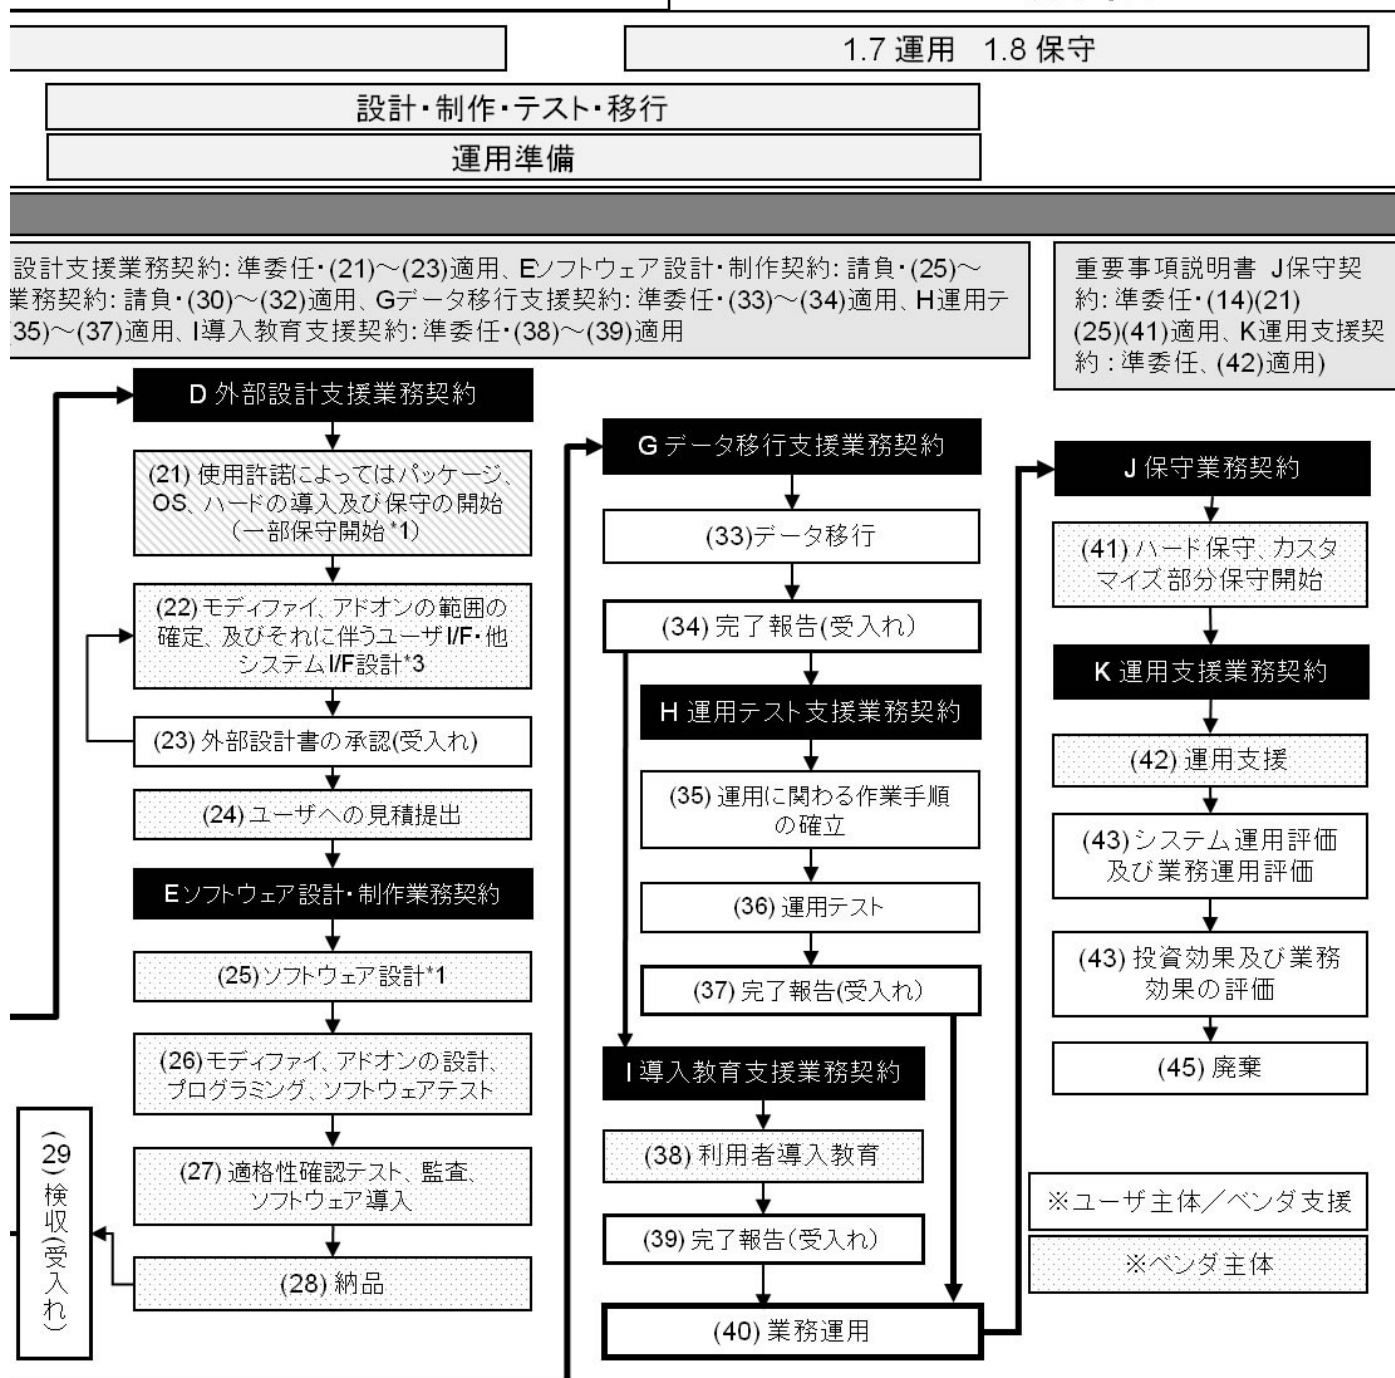 1.7 運用 1.8 保守
設計・制作・テスト・移行
運用準備
設計支援業務契約:準委任・(21)～(23)適用、Eソフトウェア設計・制作契約:請負・(25)～
業務契約:請負・(30)～(32)適用、Gデータ移行支援契約:準委任・(33)～(34)適用、H運用テ
35)～(37)適用、I導入教育支援契約:準委任・(38)～(39)適用
重要事項説明書 J保守契
約:準委任・(14)(21)
(25)(41)適用、K運用支援契
約:準委任、(42)適用)
D 外部設計支援業務契約
(21) 使用許諾によってはパッケージ、
OS、ハードの導入及び保守の開始
(一部保守開始*1)
(22) モディファイ、アドオンの範囲の
確定、及びそれに伴うユーザI/F・他
システムI/F設計*3
(23) 外部設計書の承認(受入れ)
(24) ユーザへの見積提出
Eソフトウェア設計・制作業務契約
(25)ソフトウェア設計*1
(26)モディファイ、アドオンの設計、
プログラミング、ソフトウェアテスト
(27) 適格性確認テスト、監査、
ソフトウェア導入
(28) 納品
(29)検収(受入れ)
G データ移行支援業務契約
(33)データ移行
(34) 完了報告(受入れ)
H 運用テスト支援業務契約
(35) 運用に関わる作業手順
の確立
(36) 運用テスト
(37) 完了報告(受入れ)
I 導入教育支援業務契約
(38) 利用者導入教育
(39) 完了報告(受入れ)
(40) 業務運用
J 保守業務契約
(41) ハード保守、カスタ
マイズ部分保守開始
K 運用支援業務契約
(42) 運用支援
(43) システム運用評価
及び業務運用評価
(43) 投資効果及び業務
効果の評価
(45) 廃棄
※ユーザ主体／ベンダ支援
※ベンダ主体